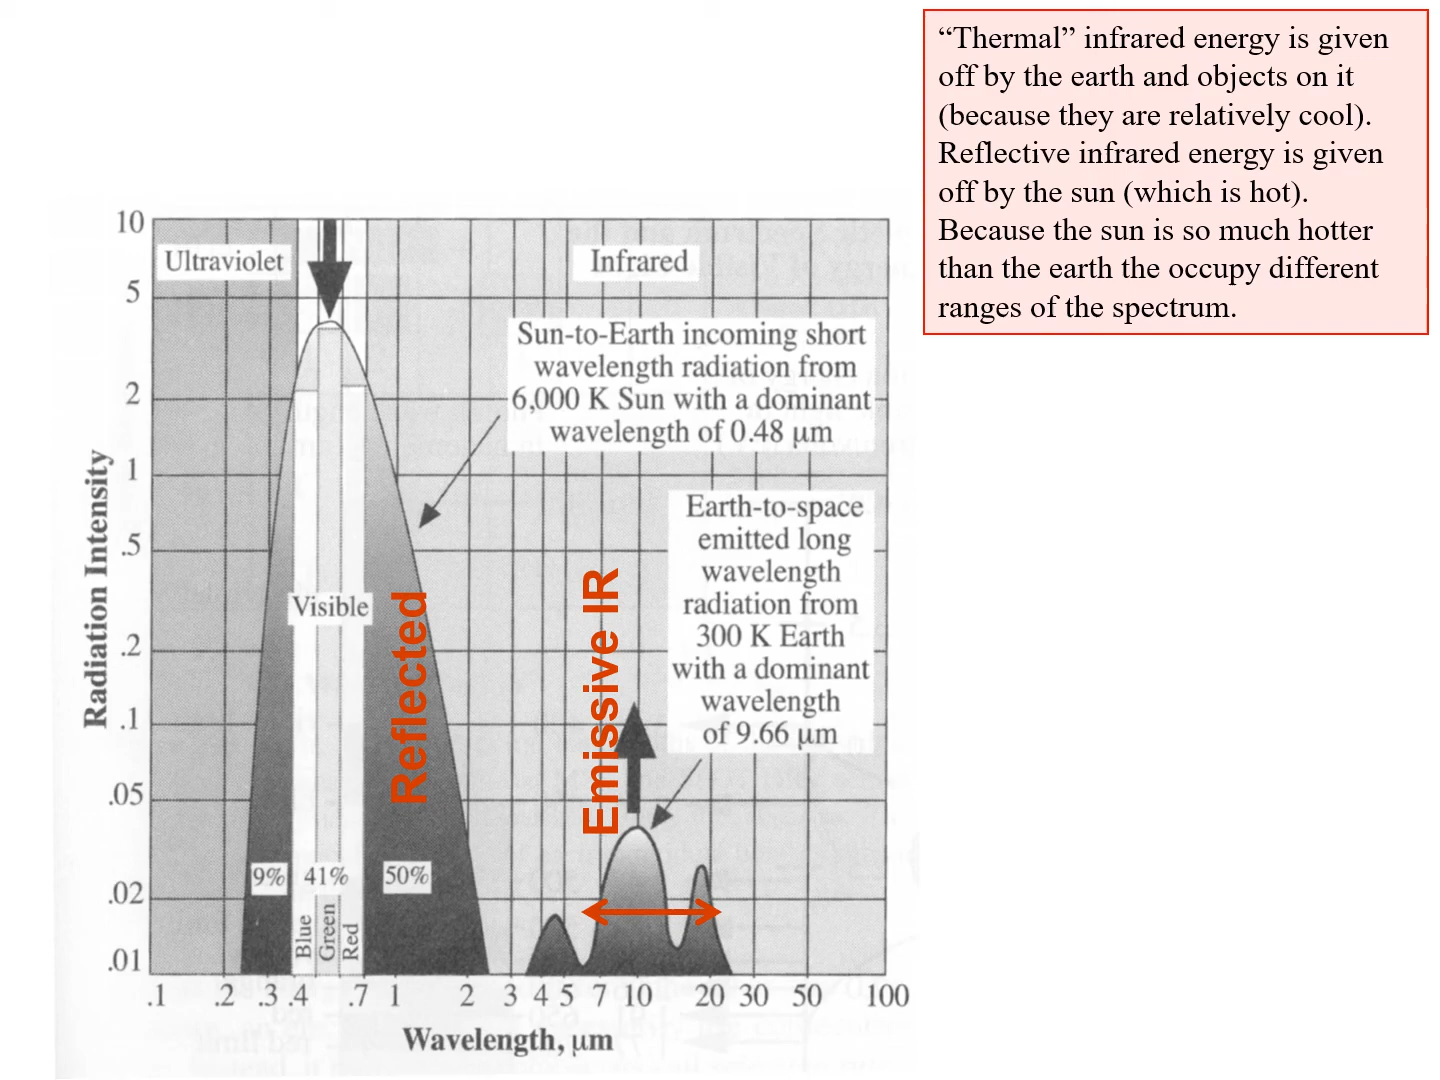 “Thermal” infrared energy is given
off by the earth and objects on it
(because they are relatively cool).
Reflective infrared energy is given
off by the sun (which is hot).
Because the sun is so much hotter
than the earth the occupy different
ranges of the spectrum.
10
5
2
1
.5
.2
.1
.05
.02
.01
Radiation Intensity
Ultraviolet
Infrared
Sun-to-Earth incoming short
wavelength radiation from
6,000 K Sun with a dominant
wavelength of 0.48 μm
Earth-to-space
emitted long
wavelength
radiation from
300 K Earth
with a dominant
wavelength
of 9.66 μm
Visible
Reflected
Emissive IR
9% 41% 50%
Blue
Green
Red
.1 .2 .3 .4 .7 1 2 3 4 5 7 10 20 30 50 100
Wavelength, μm